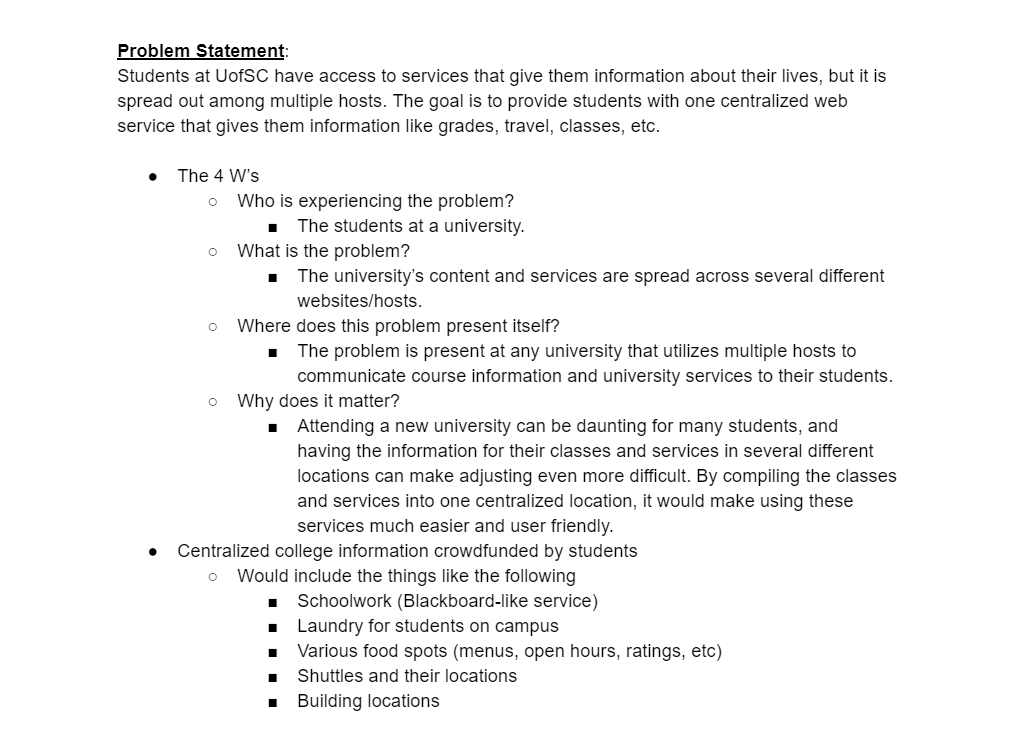 Problem Statement:
Students at UofSC have access to services that give them information about their lives, but it is
spread out among multiple hosts. The goal is to provide students with one centralized web
service that gives them information like grades, travel, classes, etc.
● The 4 W's
○ Who is experiencing the problem?
■ The students at a university.
○ What is the problem?
■ The university's content and services are spread across several different
websites/hosts.
○ Where does this problem present itself?
■ The problem is present at any university that utilizes multiple hosts to
communicate course information and university services to their students.
○ Why does it matter?
■ Attending a new university can be daunting for many students, and
having the information for their classes and services in several different
locations can make adjusting even more difficult. By compiling the classes
and services into one centralized location, it would make using these
services much easier and user friendly.
● Centralized college information crowdfunded by students
○ Would include the things like the following
■ Schoolwork (Blackboard-like service)
■ Laundry for students on campus
■ Various food spots (menus, open hours, ratings, etc)
■ Shuttles and their locations
■ Building locations